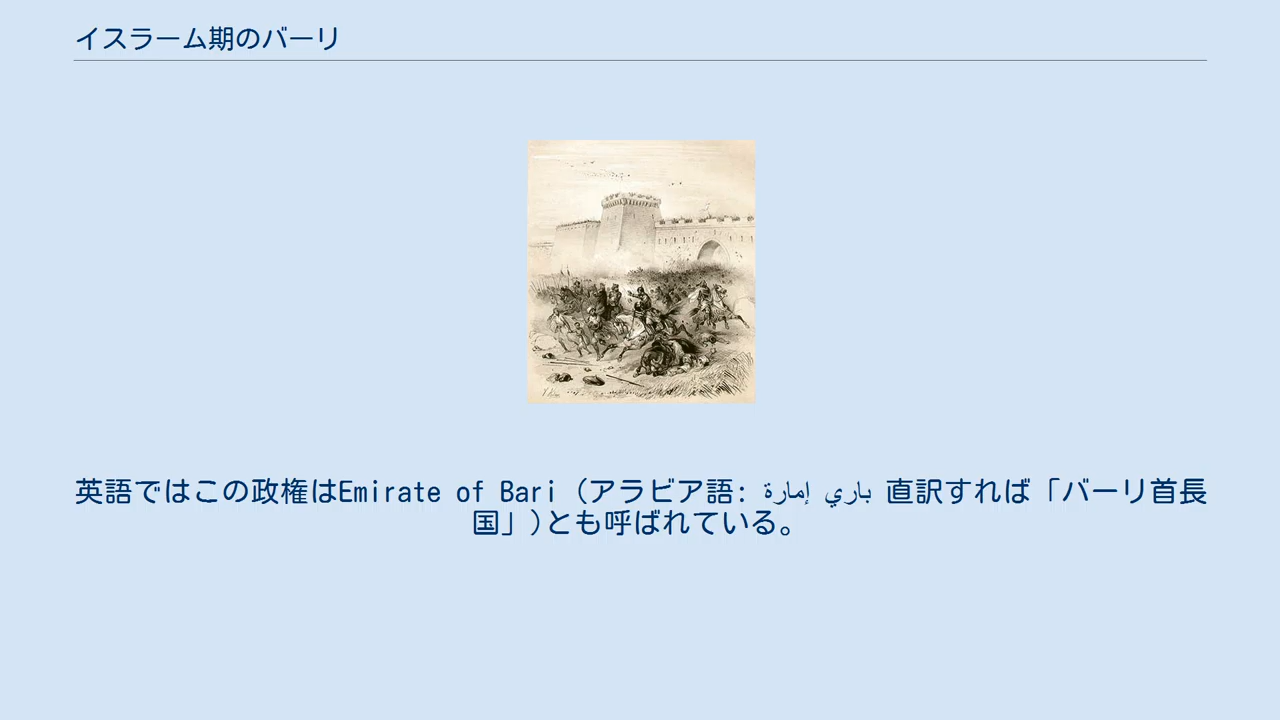 イスラーム期のバーリ
英語ではこの政権はEmirate of Bari (アラビア語: إمارة باري 直訳すれば「バーリ首長
国」)とも呼ばれている。